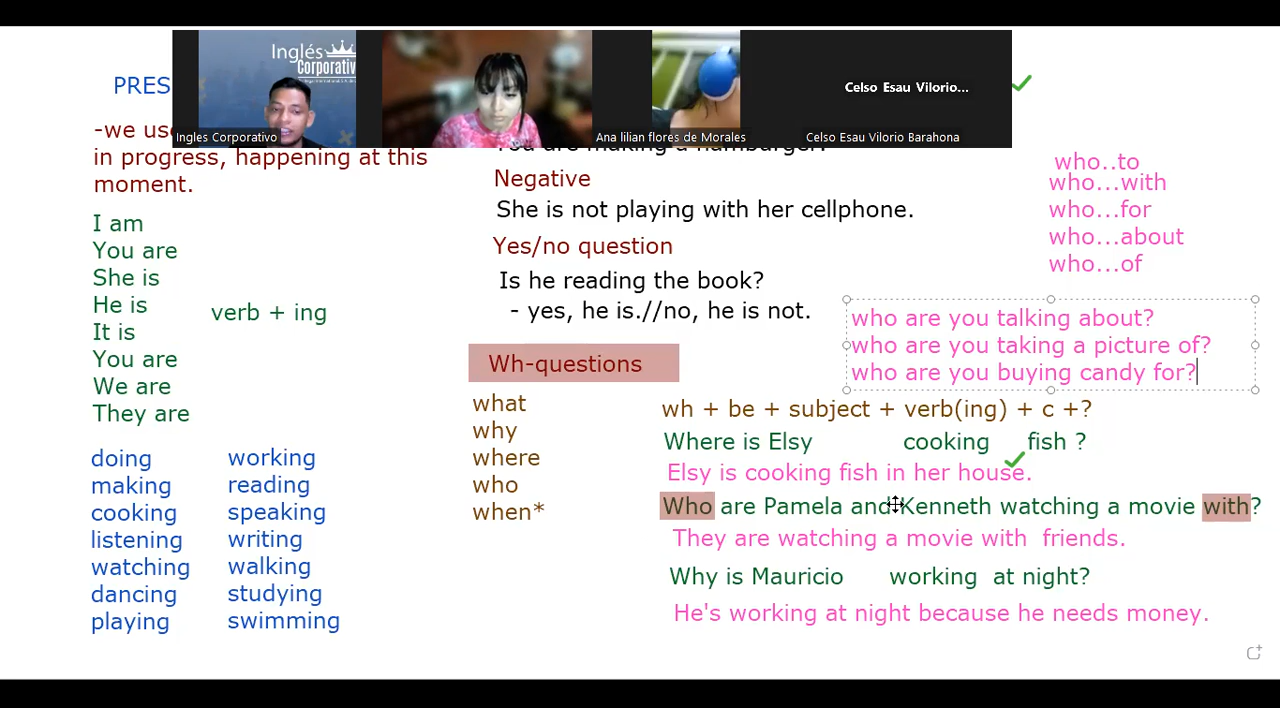 Inglés
Corporativ
Ingles Corporativo
Ana lilian flores de Morales
Celso Esau Vilorio...
Celso Esau Vilorio Barahona
PRES
-we us
in progress, happening at this
moment.
I am
You are
She is
He is
It is
You are
We are
They are
verb + ing
doing
making
cooking
listening
watching
dancing
playing
working
reading
speaking
writing
walking
studying
swimming
You are making a hamburger.
Negative
She is not playing with her cellphone.
Yes/no question
Is he reading the book?
- yes, he is.//no, he is not.
Wh-questions
what
why
where
who
when*
who..to
who...with
who...for
who...about
who...of
who are you talking about?
who are you taking a picture of?
who are you buying candy for?
wh + be + subject + verb(ing) + c +?
Where is Elsy cooking fish ?
Elsy is cooking fish in her house.
Who are Pamela and Kenneth watching a movie with?
They are watching a movie with friends.
Why is Mauricio working at night?
He's working at night because he needs money.